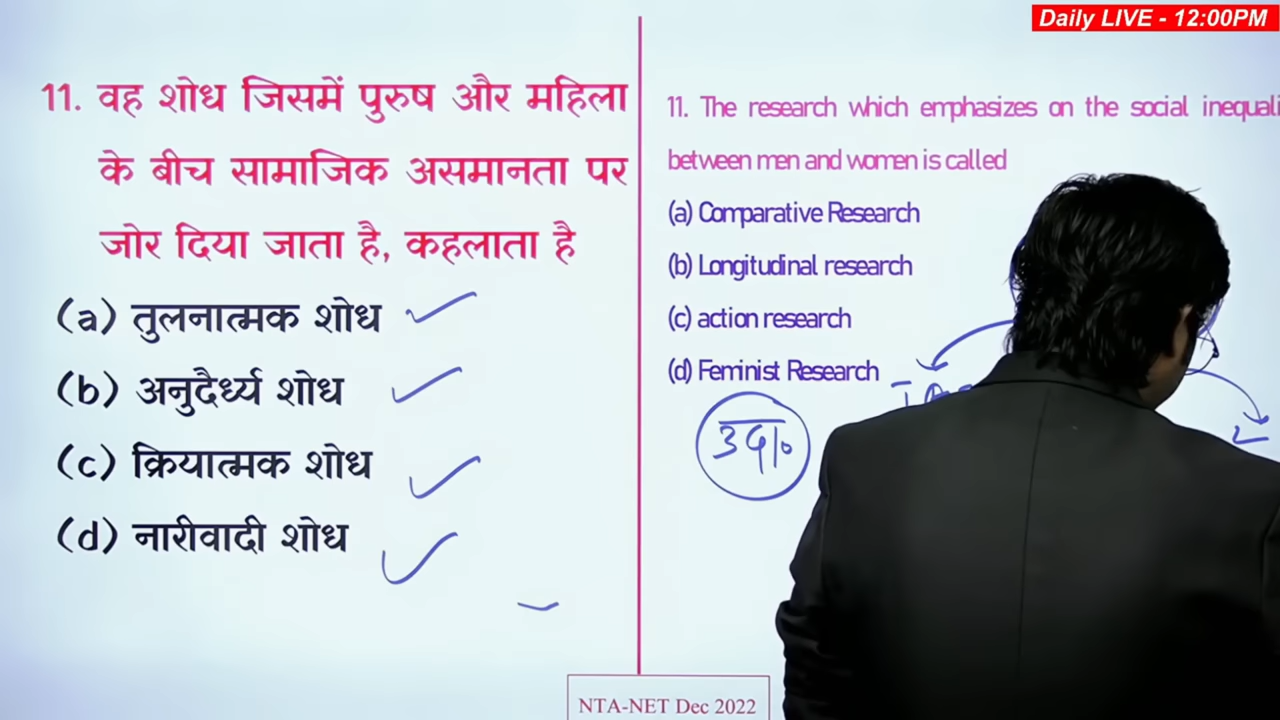 Daily LIVE - 12:00PM
11. वह शोध जिसमें पुरुष और महिला
के बीच सामाजिक असमानता पर
जोर दिया जाता है, कहलाता है
(a) तुलनात्मक शोध
(b) अनुदैर्ध्य शोध
(c) क्रियात्मक शोध
(d) नारीवादी शोध
11. The research which emphasizes on the social inequali
between men and women is called
(a) Comparative Research
(b) Longitudinal research
(c) action research
(d) Feminist Research
NTA-NET Dec 2022